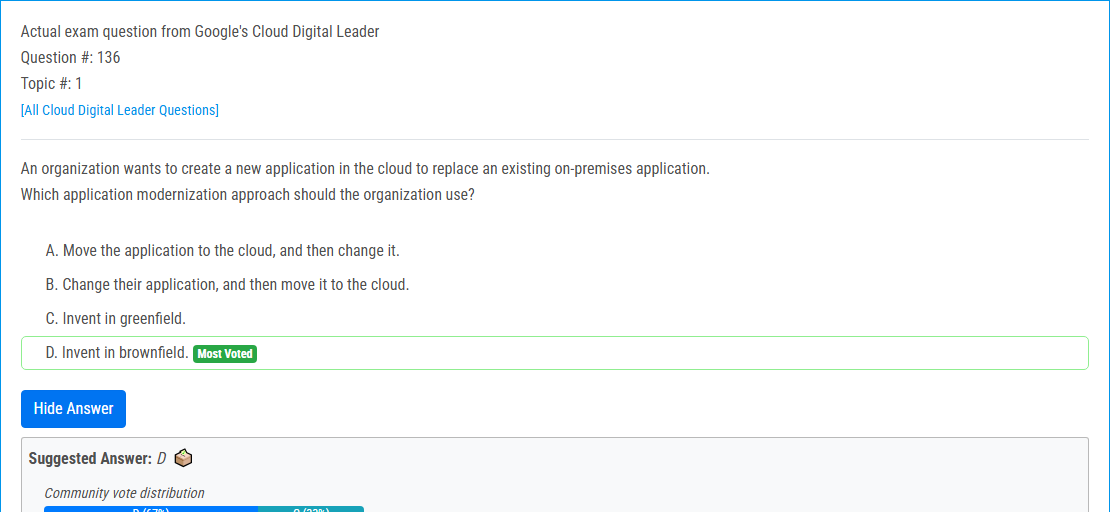 Actual exam question from Google's Cloud Digital Leader
Question #: 136
Topic #: 1
[All Cloud Digital Leader Questions]
An organization wants to create a new application in the cloud to replace an existing on-premises application.
Which application modernization approach should the organization use?
A. Move the application to the cloud, and then change it.
B. Change their application, and then move it to the cloud.
C. Invent in greenfield.
D. Invent in brownfield. Most Voted
Hide Answer
Suggested Answer: D
Community vote distribution